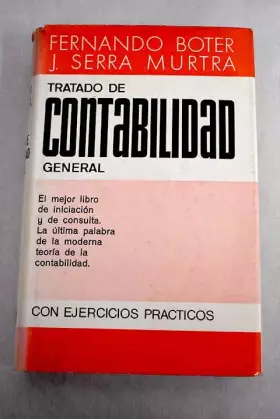 FERNANDO BOTER
J. SERRA MURTRA
TRATADO DE
CONTABILIDAD
GENERAL
El mejor libro
de iniciación
y de consulta.
La última palabra
de la moderna
teoría de la
contabilidad.
CON EJERCICIOS PRACTICOS